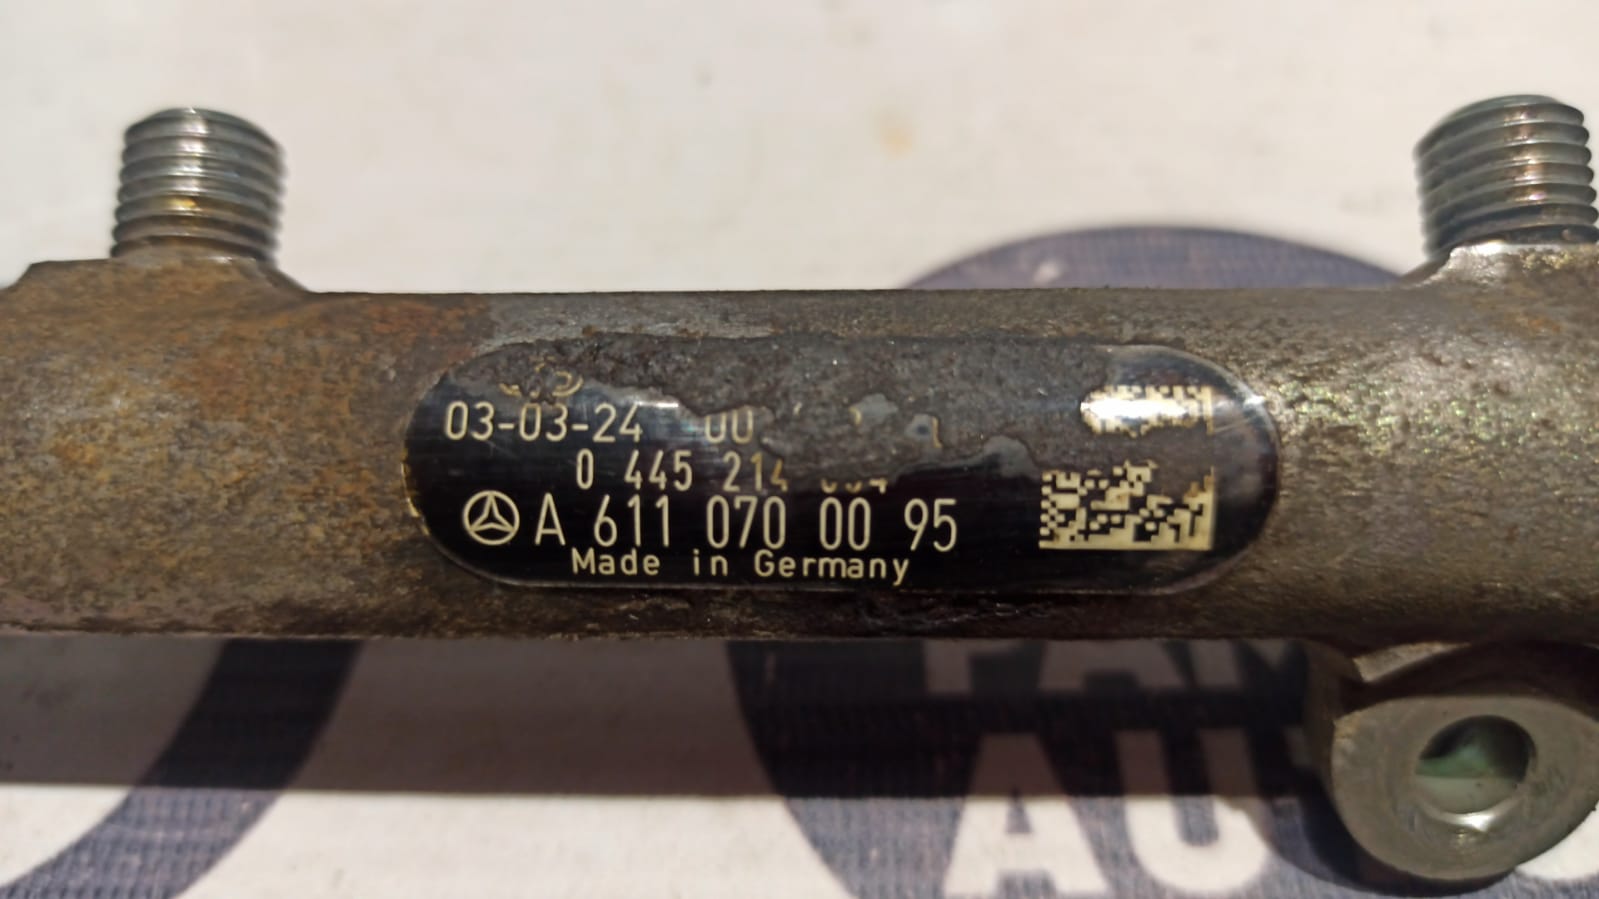 03-03-24 00
0 445 214
A 611 070 00 95
Made in Germany